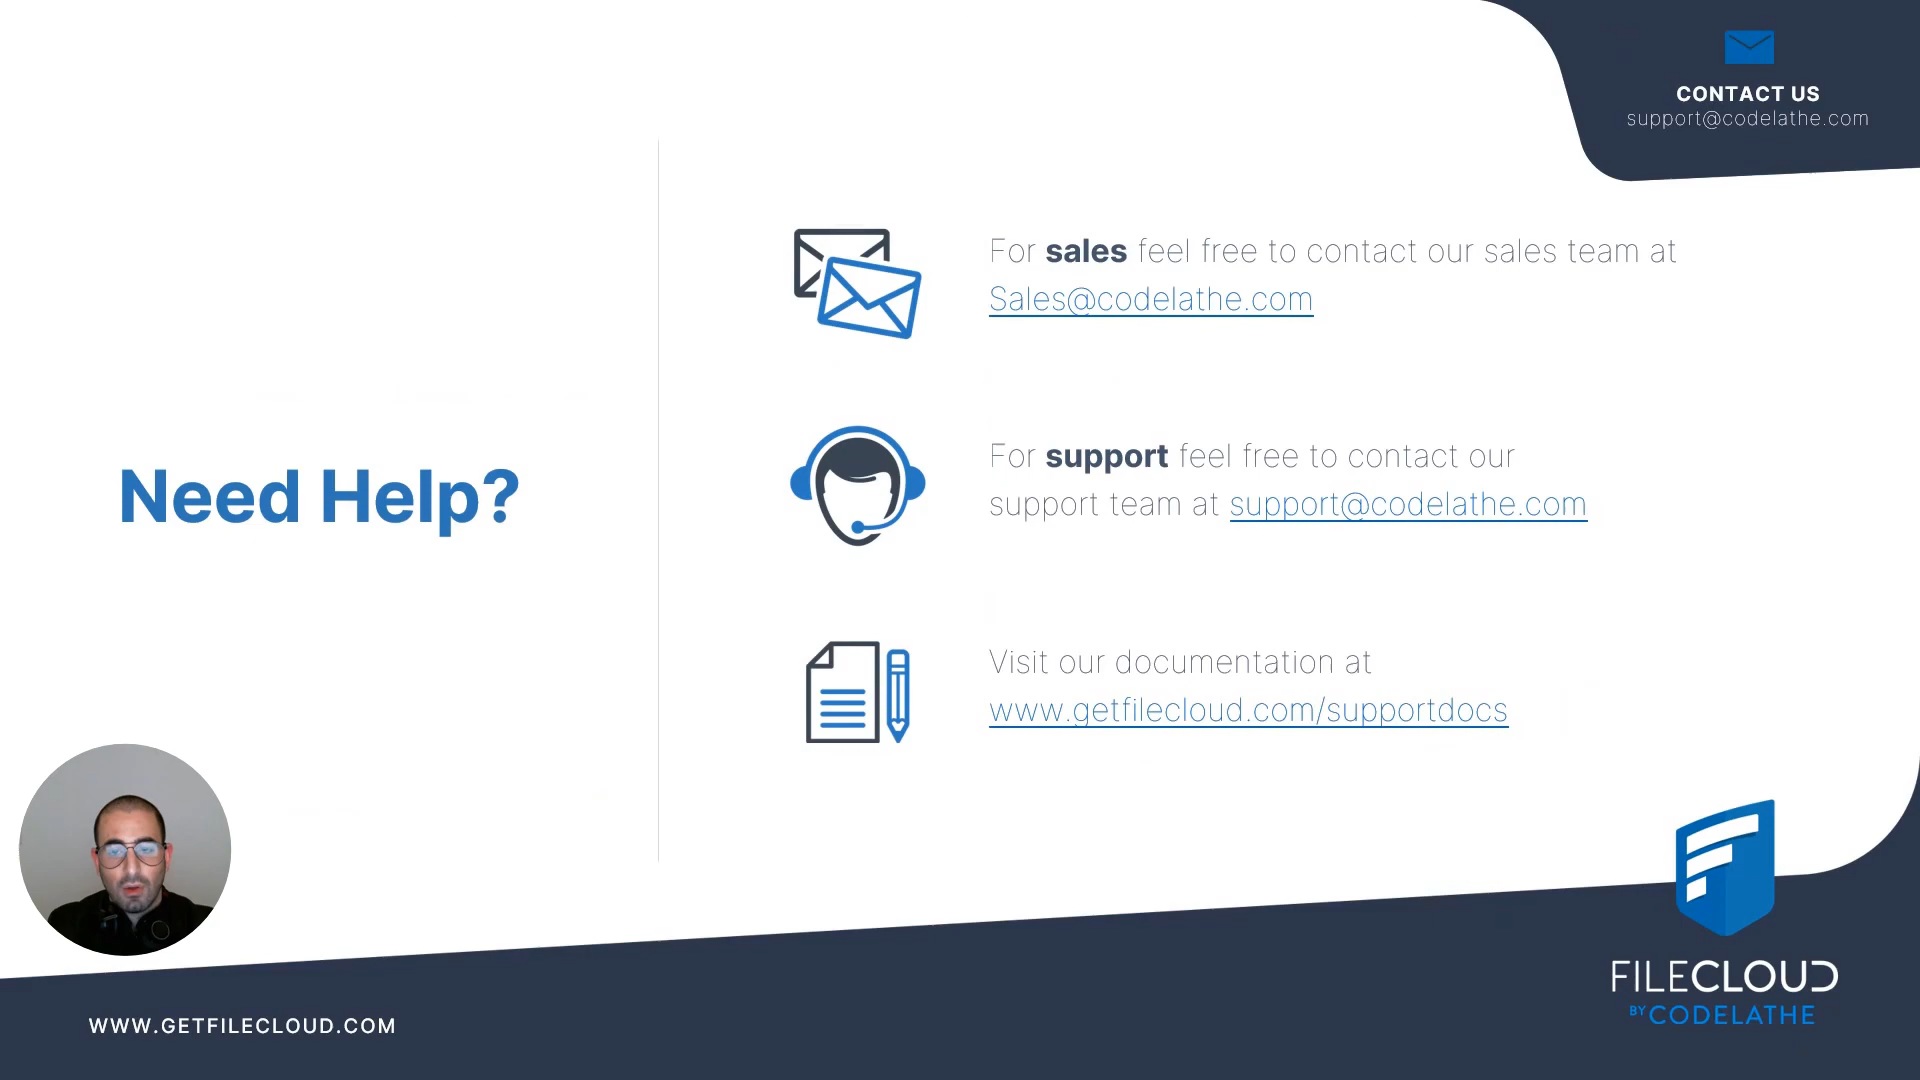 CONTACT US
support@codelathe.com
For sales feel free to contact our sales team at
Sales@codelathe.com
Need Help?
For support feel free to contact our
support team at support@codelathe.com
Visit our documentation at
www.getfilecloud.com/supportdocs
FILECLOUD
BY CODELATHE
WWW.GETFILECLOUD.COM